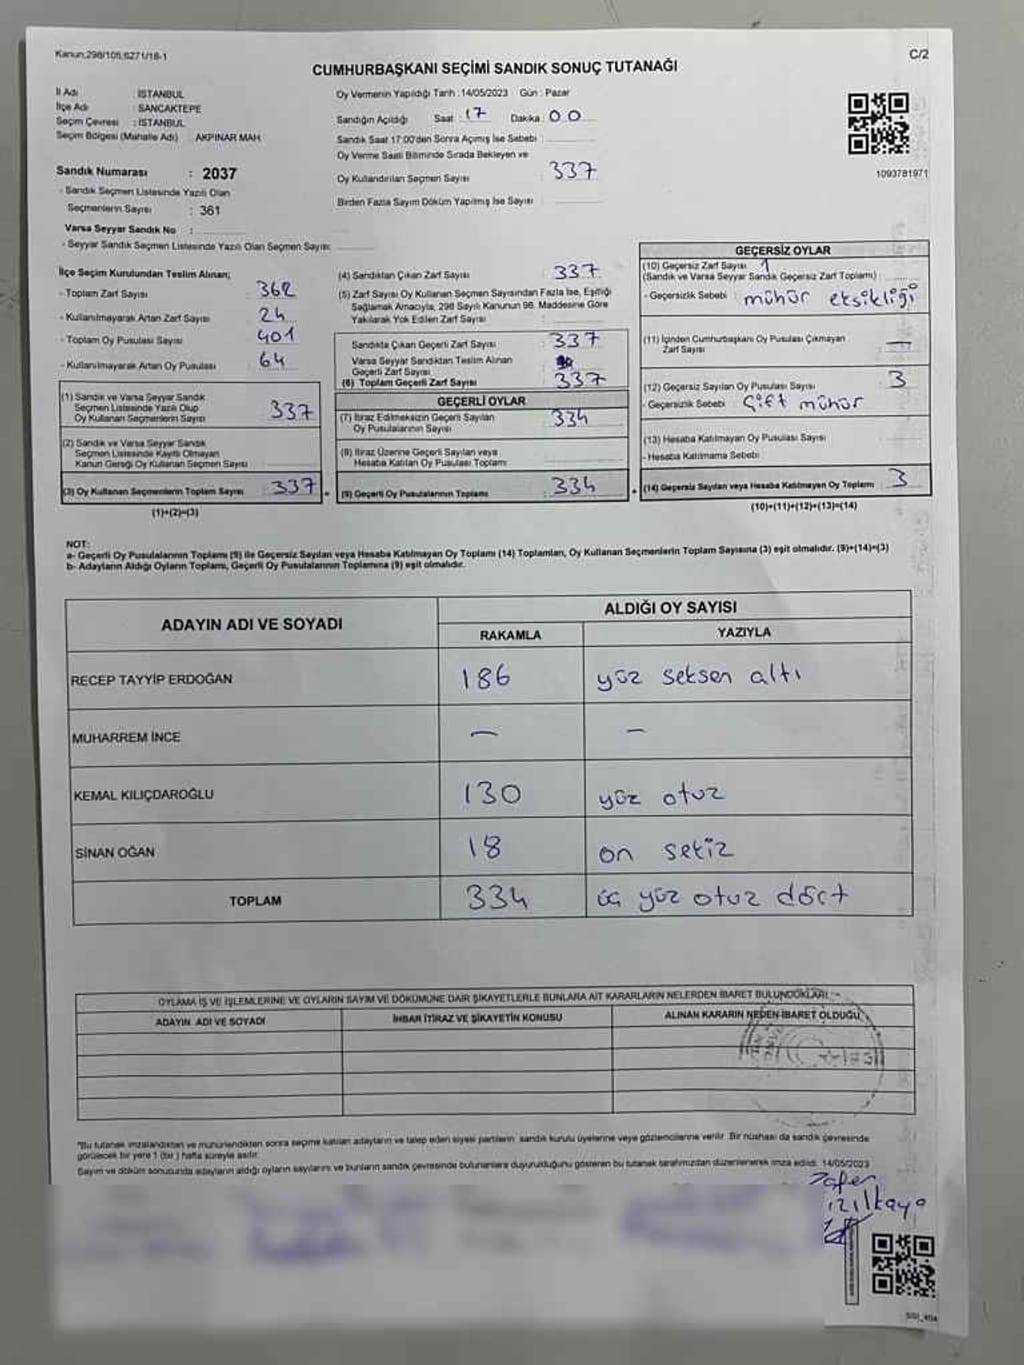 Kanun:298/105,6271/18-1
C/2
CUMHURBAŞKANI SEÇİMİ SANDIK SONUÇ TUTANAĞI
İl Adı : İSTANBUL
İlçe Adı : SANCAKTEPE
Seçim Çevresi : İSTANBUL
Seçim Bölgesi (Mahalle Adı) : AKPINAR MAH.
Sandık Numarası : 2037
- Sandık Seçmen Listesinde Yazılı Olan
Seçmenlerin Sayısı : 361
Varsa Seyyar Sandık No :
- Seyyar Sandık Seçmen Listesinde Yazılı Olan Seçmen Sayısı:
Oy Vermenin Yapıldığı Tarih :14/05/2023 Gün : Pazar
Sandığın Açıldığı Saat : 17 Dakika : 00
Sandık Saat 17:00'den Sonra Açımış İse Sebebi :
Oy Verme Saati Bitiminde Sırada Bekleyen ve
Oy Kullandırılan Seçmen Sayısı : 337
Birden Fazla Sayım Döküm Yapılmış İse Sayısı
1093781971
İlçe Seçim Kurulundan Teslim Alınan;
- Toplam Zarf Sayısı : 362
- Kullanılmayarak Artan Zarf Sayısı : 24
- Toplam Oy Pusulası Sayısı : 401
- Kullanılmayarak Artan Oy Pusulası : 64
(1) Sandık ve Varsa Seyyar Sandık
Seçmen Listesinde Yazılı Olup
Oy Kullanan Seçmenlerin Sayısı : 337
(2) Sandık ve Varsa Seyyar Sandık
Seçmen Listesinde Kayıtlı Olmayan
Kanun Gereği Oy Kullanan Seçmen Sayısı
(3) Oy Kullanan Seçmenlerin Toplam Sayısı : 337
(1)+(2)=(3)
(4) Sandıktan Çıkan Zarf Sayısı : 337
(5) Zarf Sayısı Oy Kullanan Seçmen Sayısından Fazla İse, Eşitliği
Sağlamak Amacıyla, 298 Sayılı Kanunun 98. Maddesine Göre
Yakılarak Yok Edilen Zarf Sayısı
Sandıkta Çıkan Geçerli Zarf Sayısı : 337
Varsa Seyyar Sandıktan Teslim Alınan
Geçerli Zarf Sayısı
(6) Toplam Geçerli Zarf Sayısı : 337
GEÇERLİ OYLAR
(7) İtiraz Edilmeksizin Geçerli Sayılan
Oy Pusulalarının Sayısı : 334
(8) İtiraz Üzerine Geçerli Sayılan veya
Hesaba Katılan Oy Pusulası Toplamı
(9) Geçerli Oy Pusulalarının Toplamı : 334
GEÇERSİZ OYLAR
(10) Geçersiz Zarf Sayısı 1
(Sandık ve Varsa Seyyar Sandık Geçersiz Zarf Toplamı) :
- Geçersizlik Sebebi : mühür eksikliği
(11) İçinden Cumhurbaşkanı Oy Pusulası Çıkmayan
Zarf Sayısı : —
(12) Geçersiz Sayılan Oy Pusulası Sayısı : 3
- Geçersizlik Sebebi : Çift mühür
(13) Hesaba Katılmayan Oy Pusulası Sayısı
- Hesaba Katılmama Sebebi
(14) Geçersiz Sayılan veya Hesaba Katılmayan Oy Toplamı : 3
(10)+(11)+(12)+(13)=(14)
NOT:
a- Geçerli Oy Pusulalarının Toplamı (9) ile Geçersiz Sayılan veya Hesaba Katılmayan Oy Toplamı (14) Toplamları, Oy Kullanan Seçmenlerin Toplam Sayısına (3) eşit olmalıdır. (9)+(14)=(3)
b- Adayların Aldığı Oyların Toplamı, Geçerli Oy Pusulalarının Toplamına (9) eşit olmalıdır.
ADAYIN ADI VE SOYADI
ALDIĞI OY SAYISI
RAKAMLA YAZIYLA
RECEP TAYYİP ERDOĞAN 186 yüz seksen altı
MUHARREM İNCE — —
KEMAL KILIÇDAROĞLU 130 yüz otuz
SİNAN OĞAN 18 on sekiz
TOPLAM 334 üç yüz otuz dört
OYLAMA İŞ VE İŞLEMLERİNE VE OYLARIN SAYIM VE DÖKÜMÜNE DAİR ŞİKAYETLERLE BUNLARA AİT KARARLARIN NELERDEN İBARET BULUNDUKLARI
ADAYIN ADI VE SOYADI İHBAR İTİRAZ VE ŞİKAYETİN KONUSU ALINAN KARARIN NEDEN İBARET OLDUĞU
*Bu tutanak imzalandıktan ve mühürlendikten sonra seçime katılan adayların ve talep eden siyasi partilerin sandık kurulu üyelerine veya gözlemcilerine verilir. Bir nüshası da sandık çevresinde
görülecek bir yere 1 (bir) hafta süreyle asılır.
Sayım ve döküm sonucunda adayların aldığı oyların sayılarını ve bunların sandık çevresinde bulunanlara duyurulduğunu gösteren bu tutanak tarafımızdan düzenlenerek imza edildi. 14/05/2023
Zafer